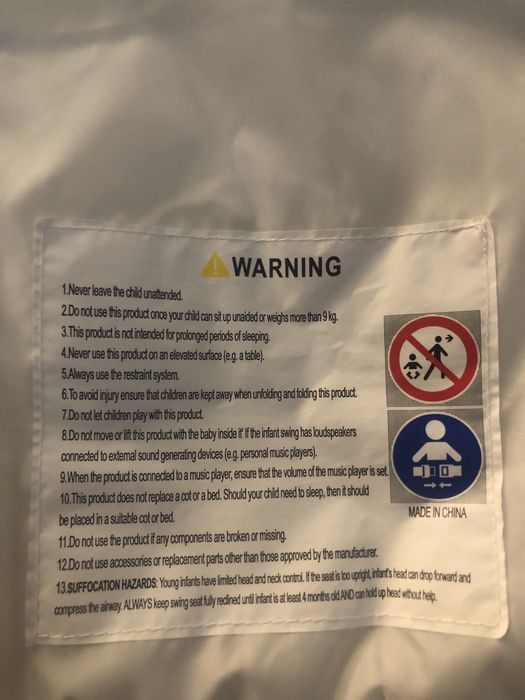 WARNING
1.Never leave the child unattended.
2.Do not use this product once your child can sit up unaided or weighs more than 9 kg.
3.This product is not intended for prolonged periods of sleeping.
4.Never use this product on an elevated surface (e.g. a table).
5.Always use the restraint system.
6.To avoid injury ensure that children are kept away when unfolding and folding this product.
7.Do not let children play with this product.
8.Do not move or lift this product with the baby inside it' If the infant swing has loudspeakers
connected to external sound generating devices (e.g. personal music players).
9.When the product is connected to a music player, ensure that the volume of the music player is set.
10.This product does not replace a cot or a bed. Should your child need to sleep, then it should
be placed in a suitable cot or bed.
MADE IN CHINA
11.Do not use the product if any components are broken or missing.
12.Do not use accessories or replacement parts other than those approved by the manufacturer.
13.SUFFOCATION HAZARDS: Young infants have limited head and neck control. If the seat is too upright, infant's head can drop forward and
compress the airway. ALWAYS keep swing seat fully reclined until infant is at least 4 months old AND can hold up head without help.